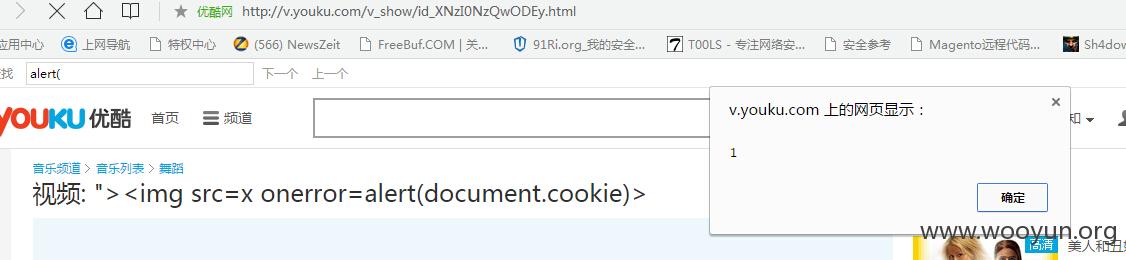 优酷网 http://v.youku.com/v_show/id_XNzI0NzQwODEy.html
应用中心 上网导航 特权中心 (566) NewsZeit FreeBuf.COM | 关... 91Ri.org_我的安全... T00LS - 专注网络安... 安全参考 Magento远程代码... Sh4dow
找 alert( 下一个 上一个
YOUKU 优酷 首页 频道 和
v.youku.com 上的网页显示：
1
确定
音乐频道 > 音乐列表 > 舞蹈
视频: "><img src=x onerror=alert(document.cookie)>
www.wooyun.org
高清 美人和丑